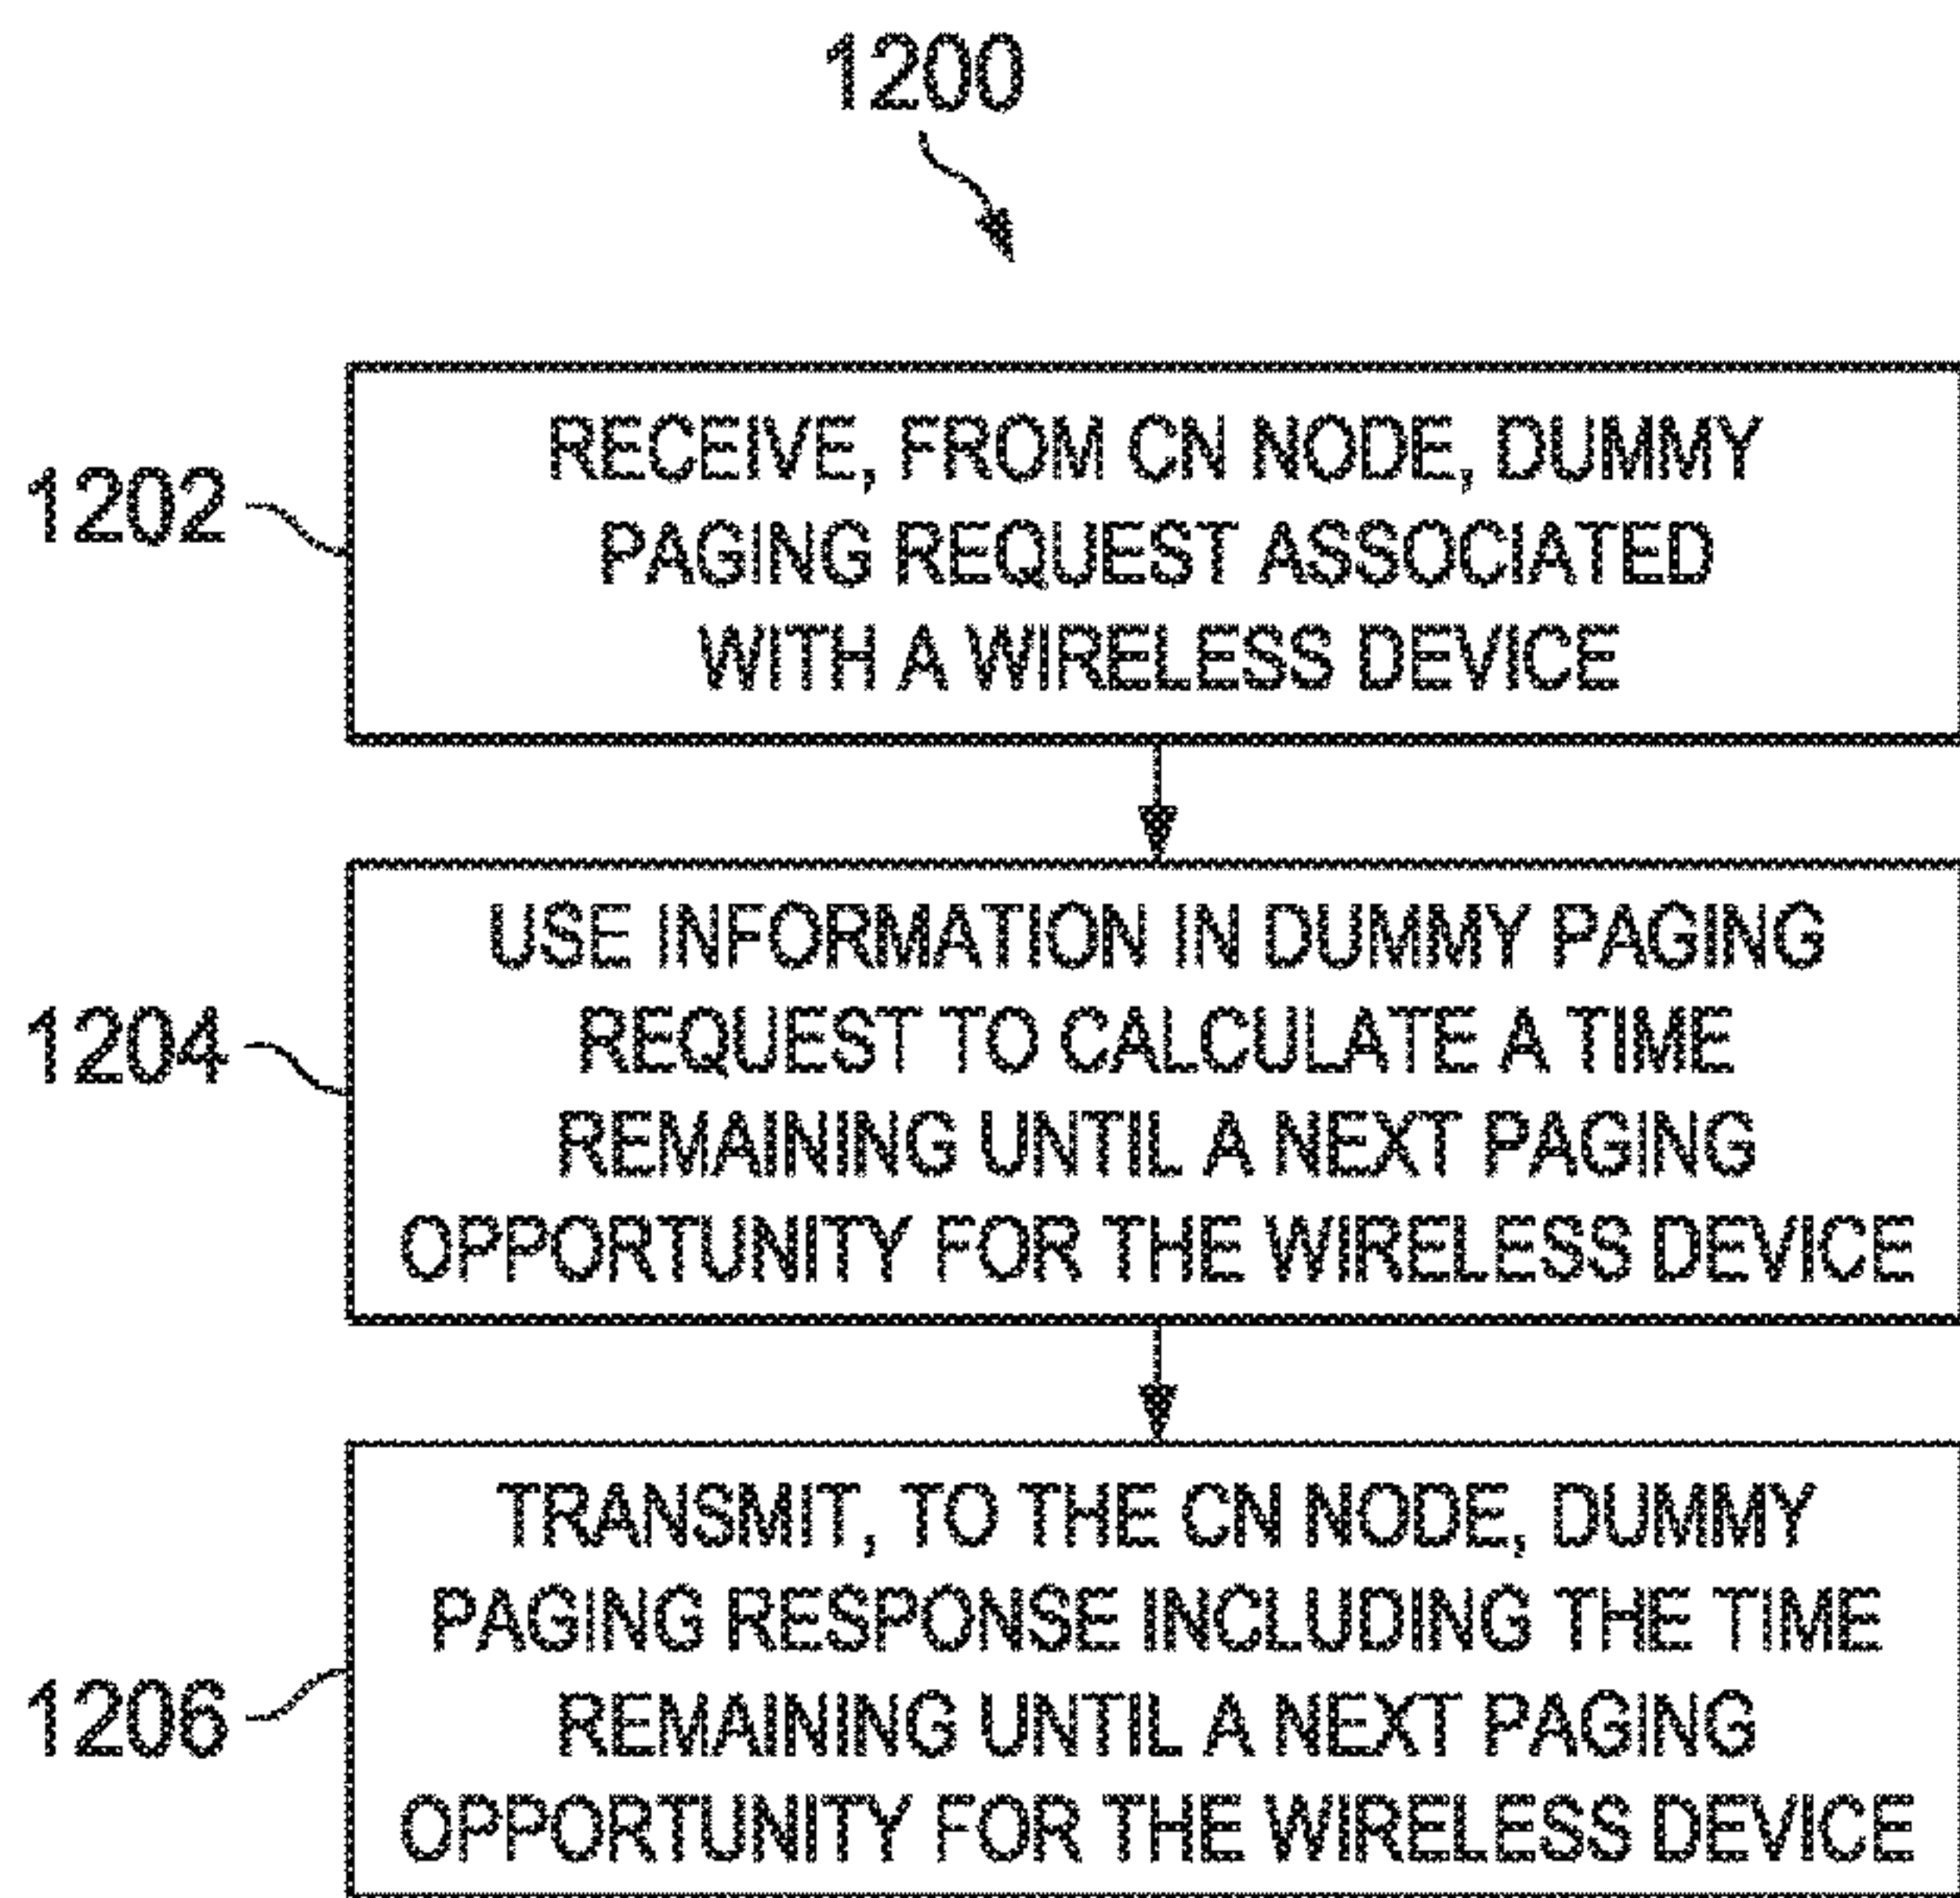 1200
1202
RECEIVE, FROM CN NODE, DUMMY
PAGING REQUEST ASSOCIATED
WITH A WIRELESS DEVICE
1204
USE INFORMATION IN DUMMY PAGING
REQUEST TO CALCULATE A TIME
REMAINING UNTIL A NEXT PAGING
OPPORTUNITY FOR THE WIRELESS DEVICE
1206
TRANSMIT, TO THE CN NODE, DUMMY
PAGING RESPONSE INCLUDING THE TIME
REMAINING UNTIL A NEXT PAGING
OPPORTUNITY FOR THE WIRELESS DEVICE